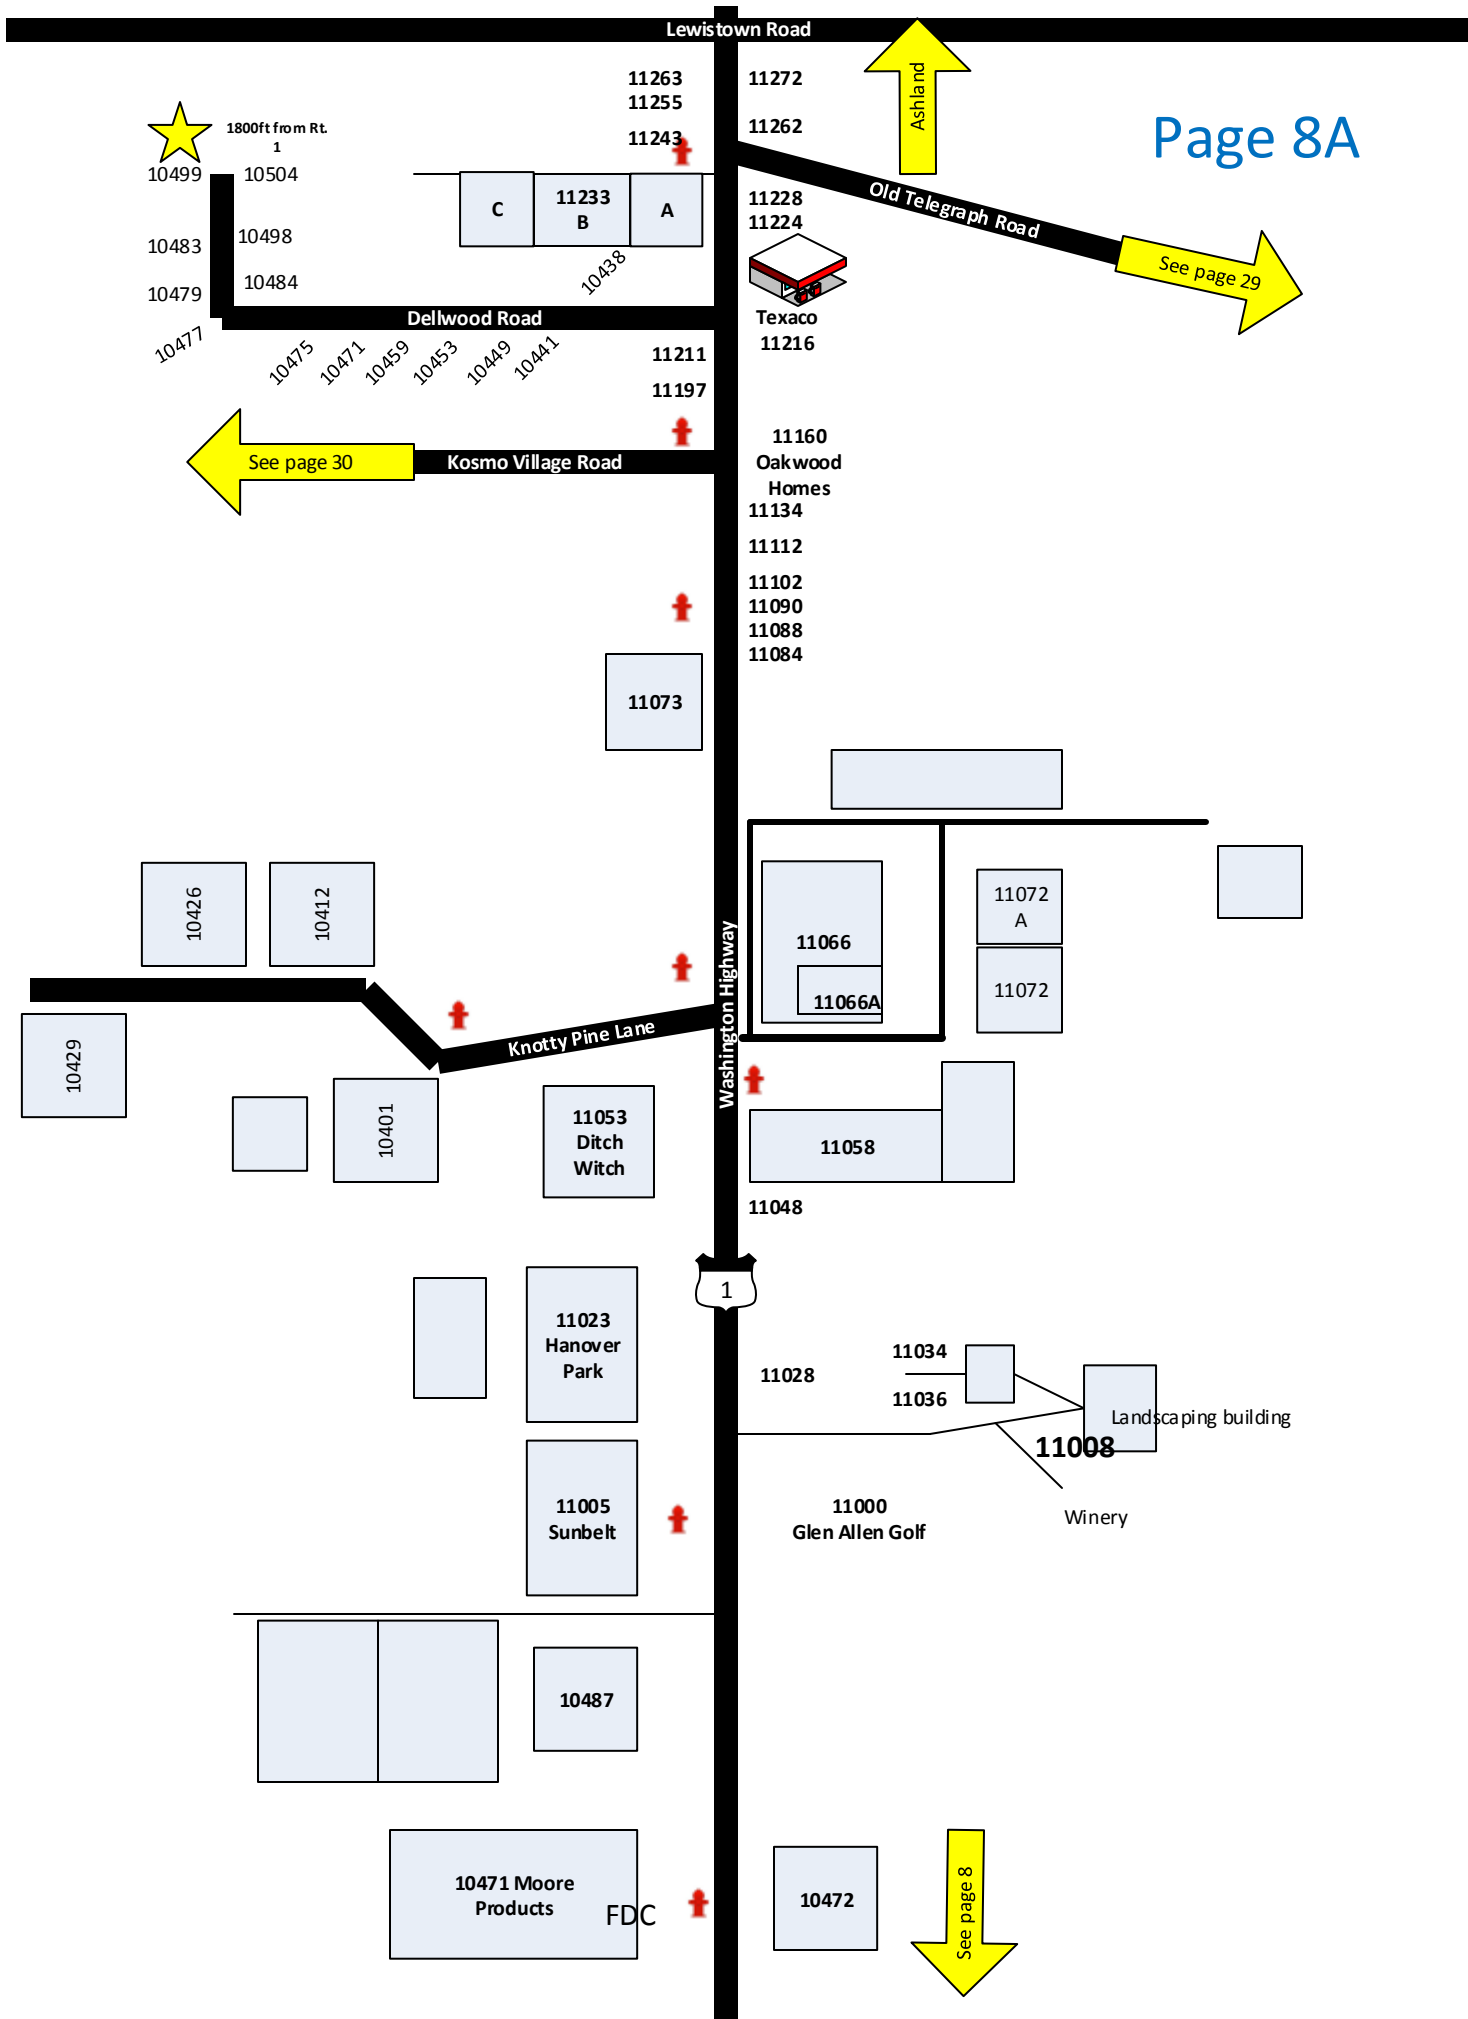 Lewistown Road
11263
11255
11243
11272
11262
Ashland
Page 8A
1800ft from Rt.
1
10499
10504
10483
10498
10479
10484
10477
C
11233
B
A
10438
11228
11224
Old Telegraph Road
See page 29
Texaco
11216
Dellwood Road
10475
10471
10459
10453
10449
10441
11211
11197
See page 30
Kosmo Village Road
11160
Oakwood
Homes
11134
11112
11102
11090
11088
11084
11073
10426
10412
11066
11066A
11072
A
11072
Washington Highway
Knotty Pine Lane
10429
10401
11053
Ditch
Witch
11058
11048
1
11023
Hanover
Park
11028
11034
11036
Landscaping building
11008
Winery
11005
Sunbelt
11000
Glen Allen Golf
10487
10471 Moore
Products
FDC
10472
See page 8